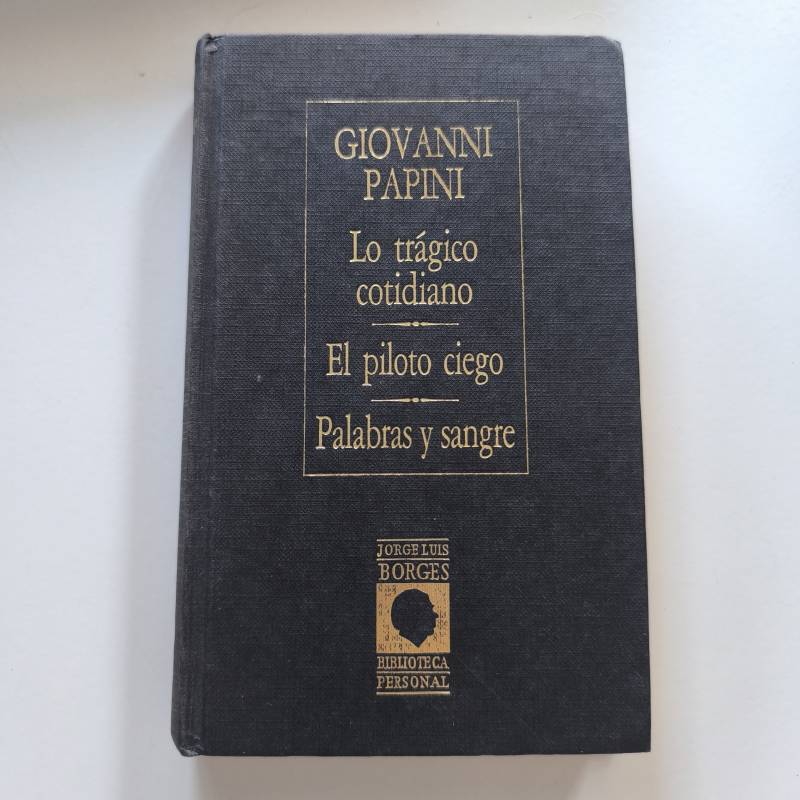 GIOVANNI
PAPINI
Lo trágico
cotidiano
El piloto ciego
Palabras y sangre
JORGE LUIS
BORGES
BIBLIOTECA
PERSONAL